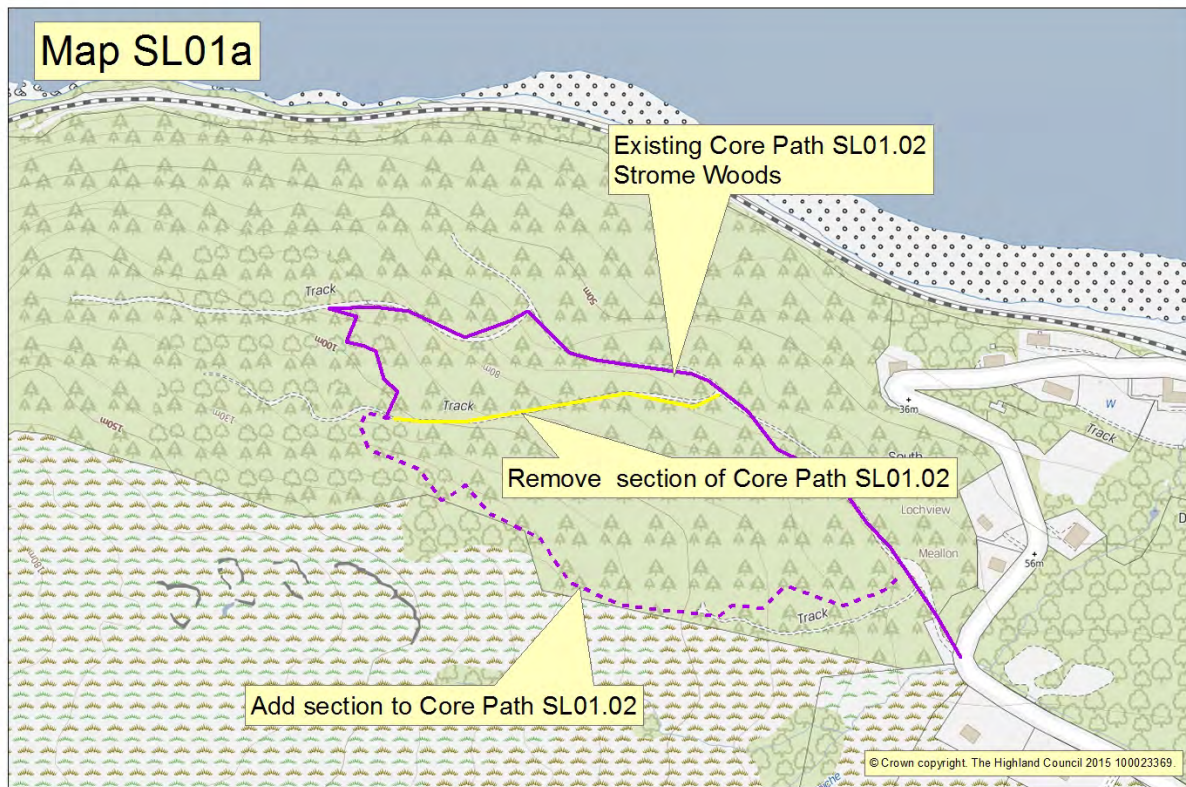 Map SL01a
Existing Core Path SL01.02
Strome Woods
50m
Track
100m
80m
36m
W
Track
130m
Track
150m
South
Remove  section of Core Path SL01.02
Lochview
D
Meallon
56m
180m
Track
Add section to Core Path SL01.02
© Crown copyright. The Highland Council 2015 100023369.